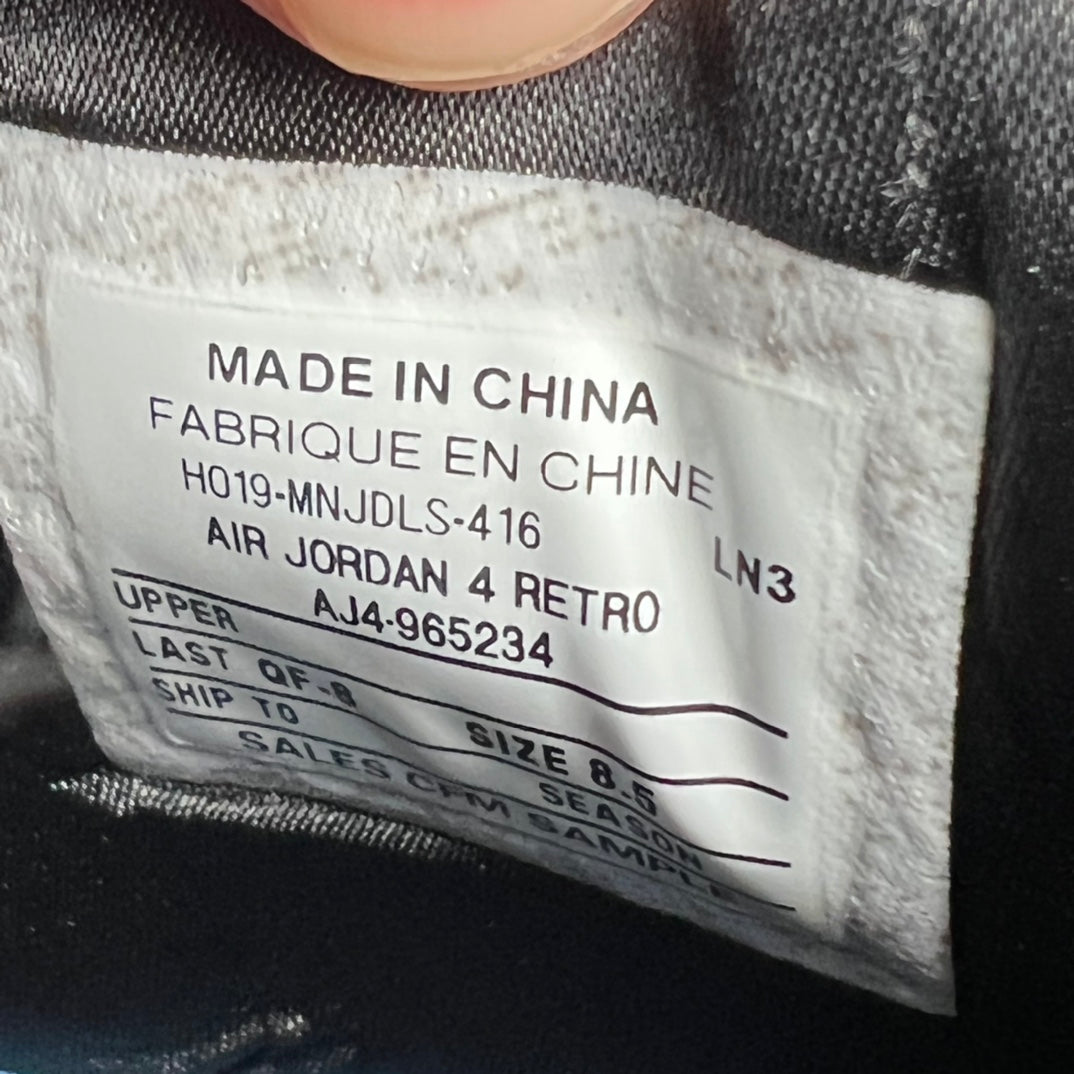 MADE IN CHINA
FABRIQUE EN CHINE
H019-MNJDLS-416
LN3
AIR JORDAN 4 RETRO
AJ4-965234
UPPER
LAST QF-8 SIZE 8.5
SHIP TO SEASON
SALES CFM SAMPLE